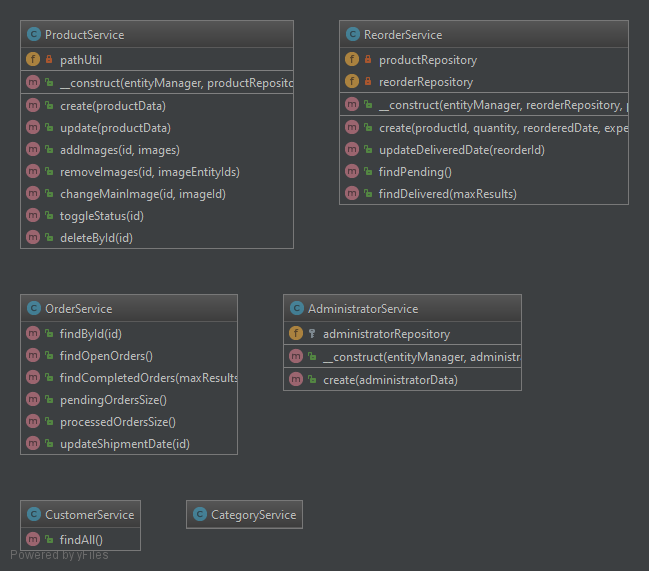 ProductService
pathUtil
__construct(entityManager, productReposito
create(productData)
update(productData)
addImages(id, images)
removeImages(id, imageEntityIds)
changeMainImage(id, imageId)
toggleStatus(id)
deleteById(id)
ReorderService
productRepository
reorderRepository
__construct(entityManager, reorderRepository, p
create(productId, quantity, reorderedDate, expe
updateDeliveredDate(reorderId)
findPending()
findDelivered(maxResults)
OrderService
findById(id)
findOpenOrders()
findCompletedOrders(maxResults
pendingOrdersSize()
processedOrdersSize()
updateShipmentDate(id)
AdministratorService
administratorRepository
__construct(entityManager, administra
create(administratorData)
CustomerService
findAll()
CategoryService
Powered by yFiles